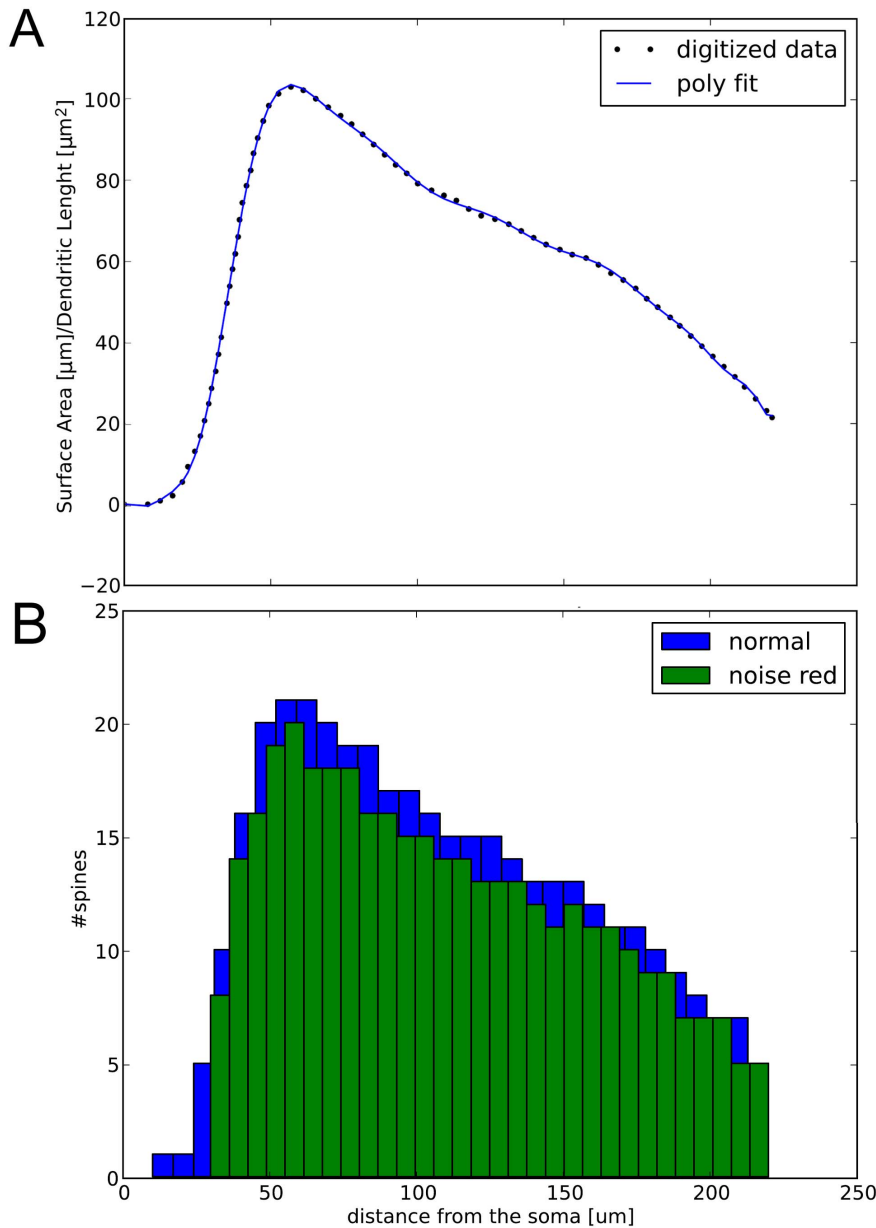 A
120
100
80
60
40
20
0
−20
Surface Area [µm]/Dendritic Lenght [µm²]
digitized data
poly fit
B
25
20
15
10
5
0
#spines
normal
noise red
0 50 100 150 200 250
distance from the soma [um]